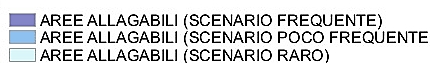 AREE ALLAGABILI (SCENARIO FREQUENTE)
AREE ALLAGABILI (SCENARIO POCO FREQUENTE
AREE ALLAGABILI (SCENARIO RARO)